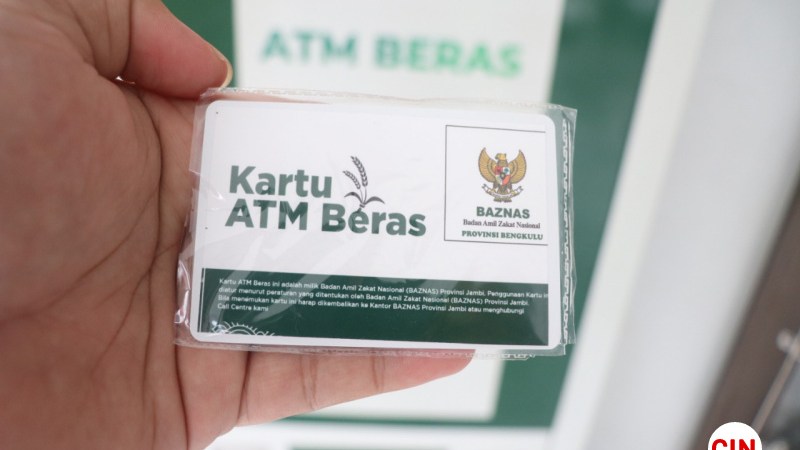 ATM BERAS
Kartu
ATM Beras
BAZNAS
Badan Amil Zakat Nasional
PROVINSI BENGKULU
Kartu ATM Beras ini adalah milik Badan Amil Zakat Nasional (BAZNAS) Provinsi Jambi. Penggunaan Kartu
diatur menurut peraturan yang ditentukan oleh Badan Amil Zakat Nasional (BAZNAS) Provinsi Jambi.
Bila menemukan kartu ini harap dikembalikan ke Kantor BAZNAS Provinsi Jambi atau menghubungi
Call Centre kami
CIN